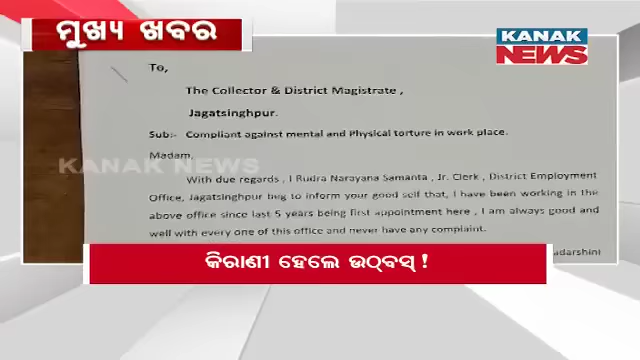 ମୁଖ୍ୟ ଖବର
KANAK
NEWS
To,
The Collector & District Magistrate ,
Jagatsinghpur.
Sub:- Compliant against mental and Physical torture in work place.
Madam,
KANAK NEWS
With due regards , I Rudra Narayana Samanta , Jr. Clerk , District Employment
Office, Jagatsinghpur beg to inform your good self that, I have been working in the
above office since last 5 years being first appointment here , I am always good and
well with every one of this office and never have any complaint.
adarshini
କିରାଣୀ ହେଲେ ଉଠ୍‌ବସ୍ !